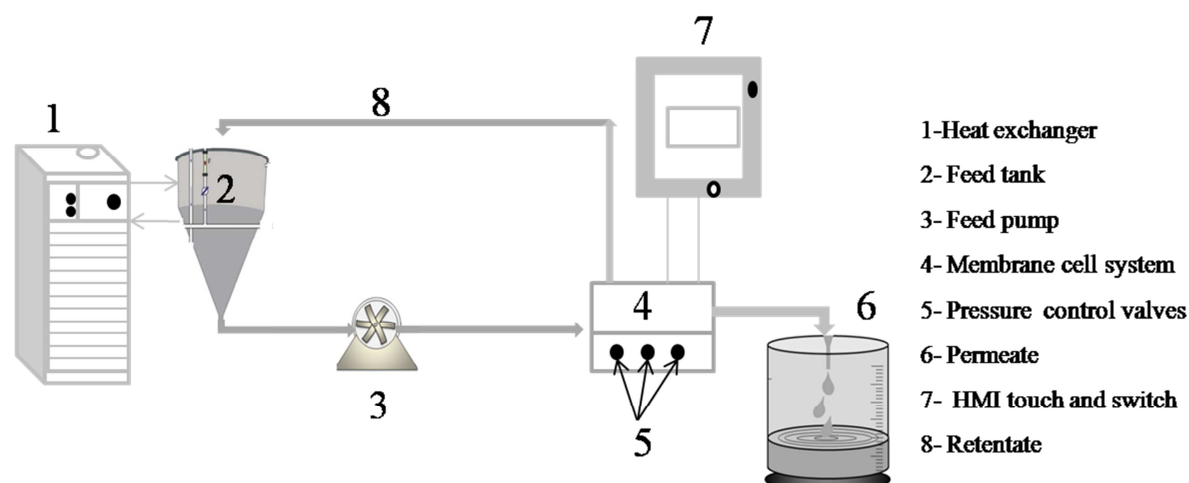 7
8
1
2
4
6
3
5
1-Heat exchanger
2- Feed tank
3- Feed pump
4- Membrane cell system
5- Pressure control valves
6- Permeate
7- HMI touch and switch
8- Retentate